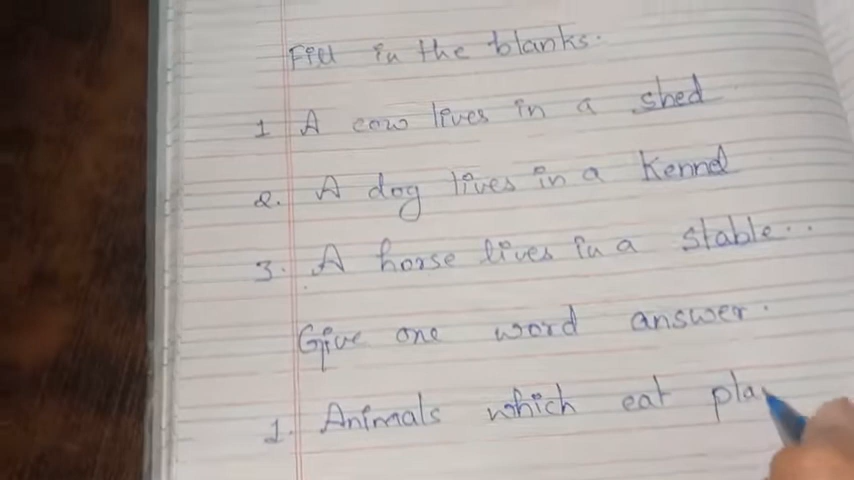 Fill in the blanks.
1 A cow lives in a shed
2. A dog lives in a Kennel
3. A horse lives in a stable..
Give one word answer.
1. Animals which eat pla